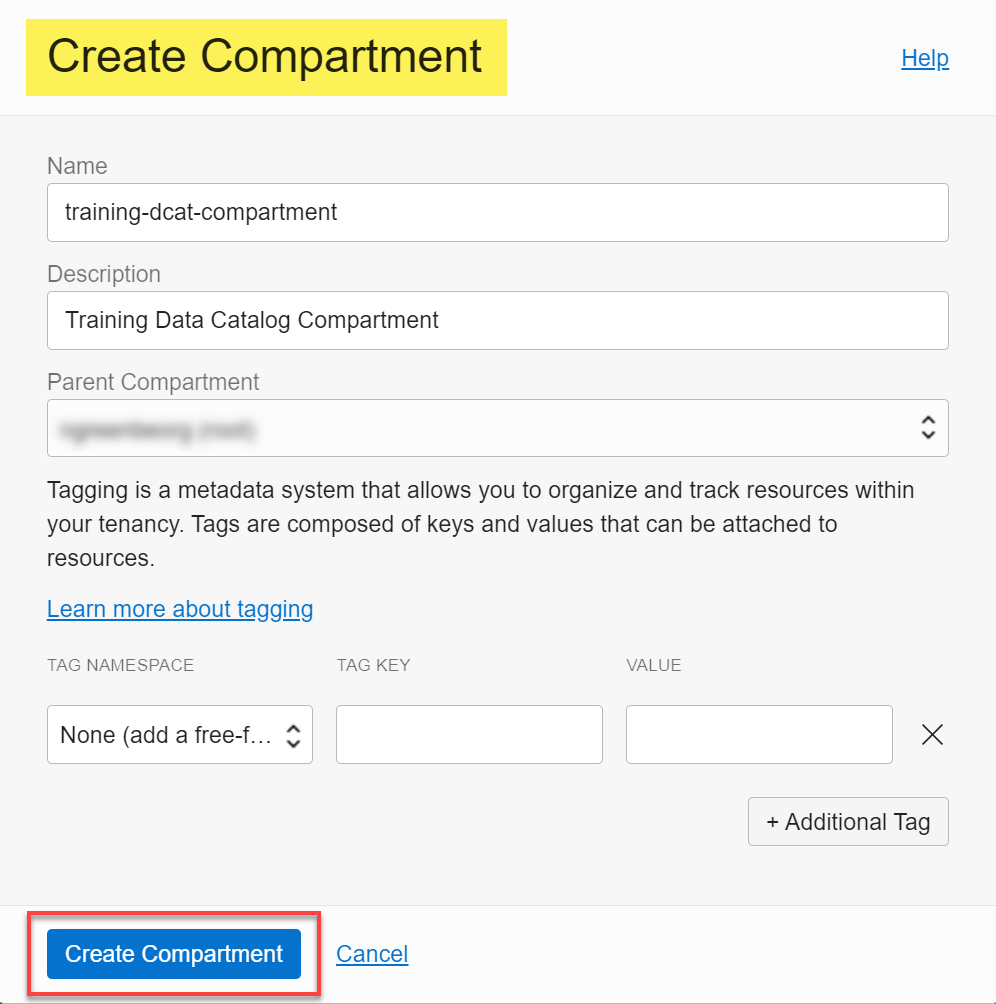 Create Compartment
Help
Name
training-dcat-compartment
Description
Training Data Catalog Compartment
Parent Compartment
Tagging is a metadata system that allows you to organize and track resources within
your tenancy. Tags are composed of keys and values that can be attached to
resources.
Learn more about tagging
TAG NAMESPACE TAG KEY VALUE
None (add a free-f...
+ Additional Tag
Create Compartment Cancel